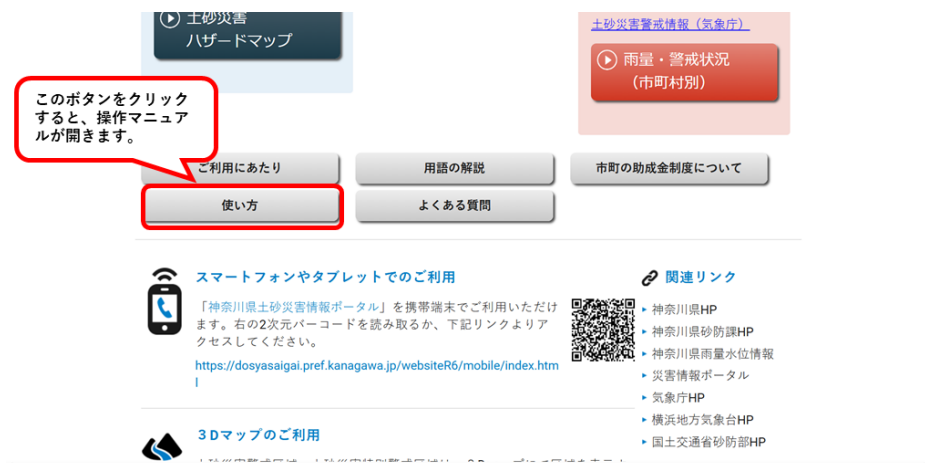 土砂災害
ハザードマップ
土砂災害警戒情報（気象庁）
雨量・警戒状況
（市町村別）
このボタンをクリック
すると、操作マニュア
ルが開きます。
ご利用にあたり
用語の解説
市町の助成金制度について
使い方
よくある質問
スマートフォンやタブレットでのご利用
「神奈川県土砂災害情報ポータル」を携帯端末でご利用いただけ
ます。右の2次元バーコードを読み取るか、下記リンクよりア
クセスしてください。
https://dosyasaigai.pref.kanagawa.jp/websiteR6/mobile/index.htm
l
関連リンク
神奈川県HP
神奈川県砂防課HP
神奈川県雨量水位情報
災害情報ポータル
気象庁HP
横浜地方気象台HP
国土交通省砂防部HP
３Dマップのご利用